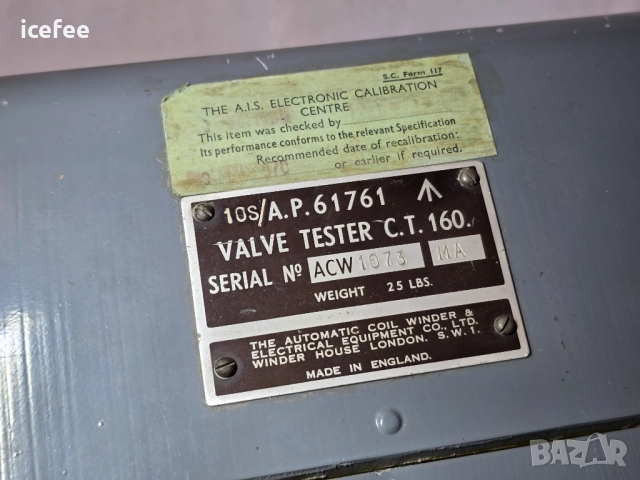 icefee
S.C. Form 117
THE A.I.S. ELECTRONIC CALIBRATION
CENTRE
This item was checked by
Its performance conforms to the relevant Specification
Recommended date of recalibration:
or earlier if required.
10S/A.P.61761
VALVE TESTER C.T. 160.
SERIAL Nº ACW 1073 MA
WEIGHT 25 LBS.
THE AUTOMATIC COIL WINDER &
ELECTRICAL EQUIPMENT CO., LTD.
WINDER HOUSE LONDON. S.W.1.
MADE IN ENGLAND.
BAZAR